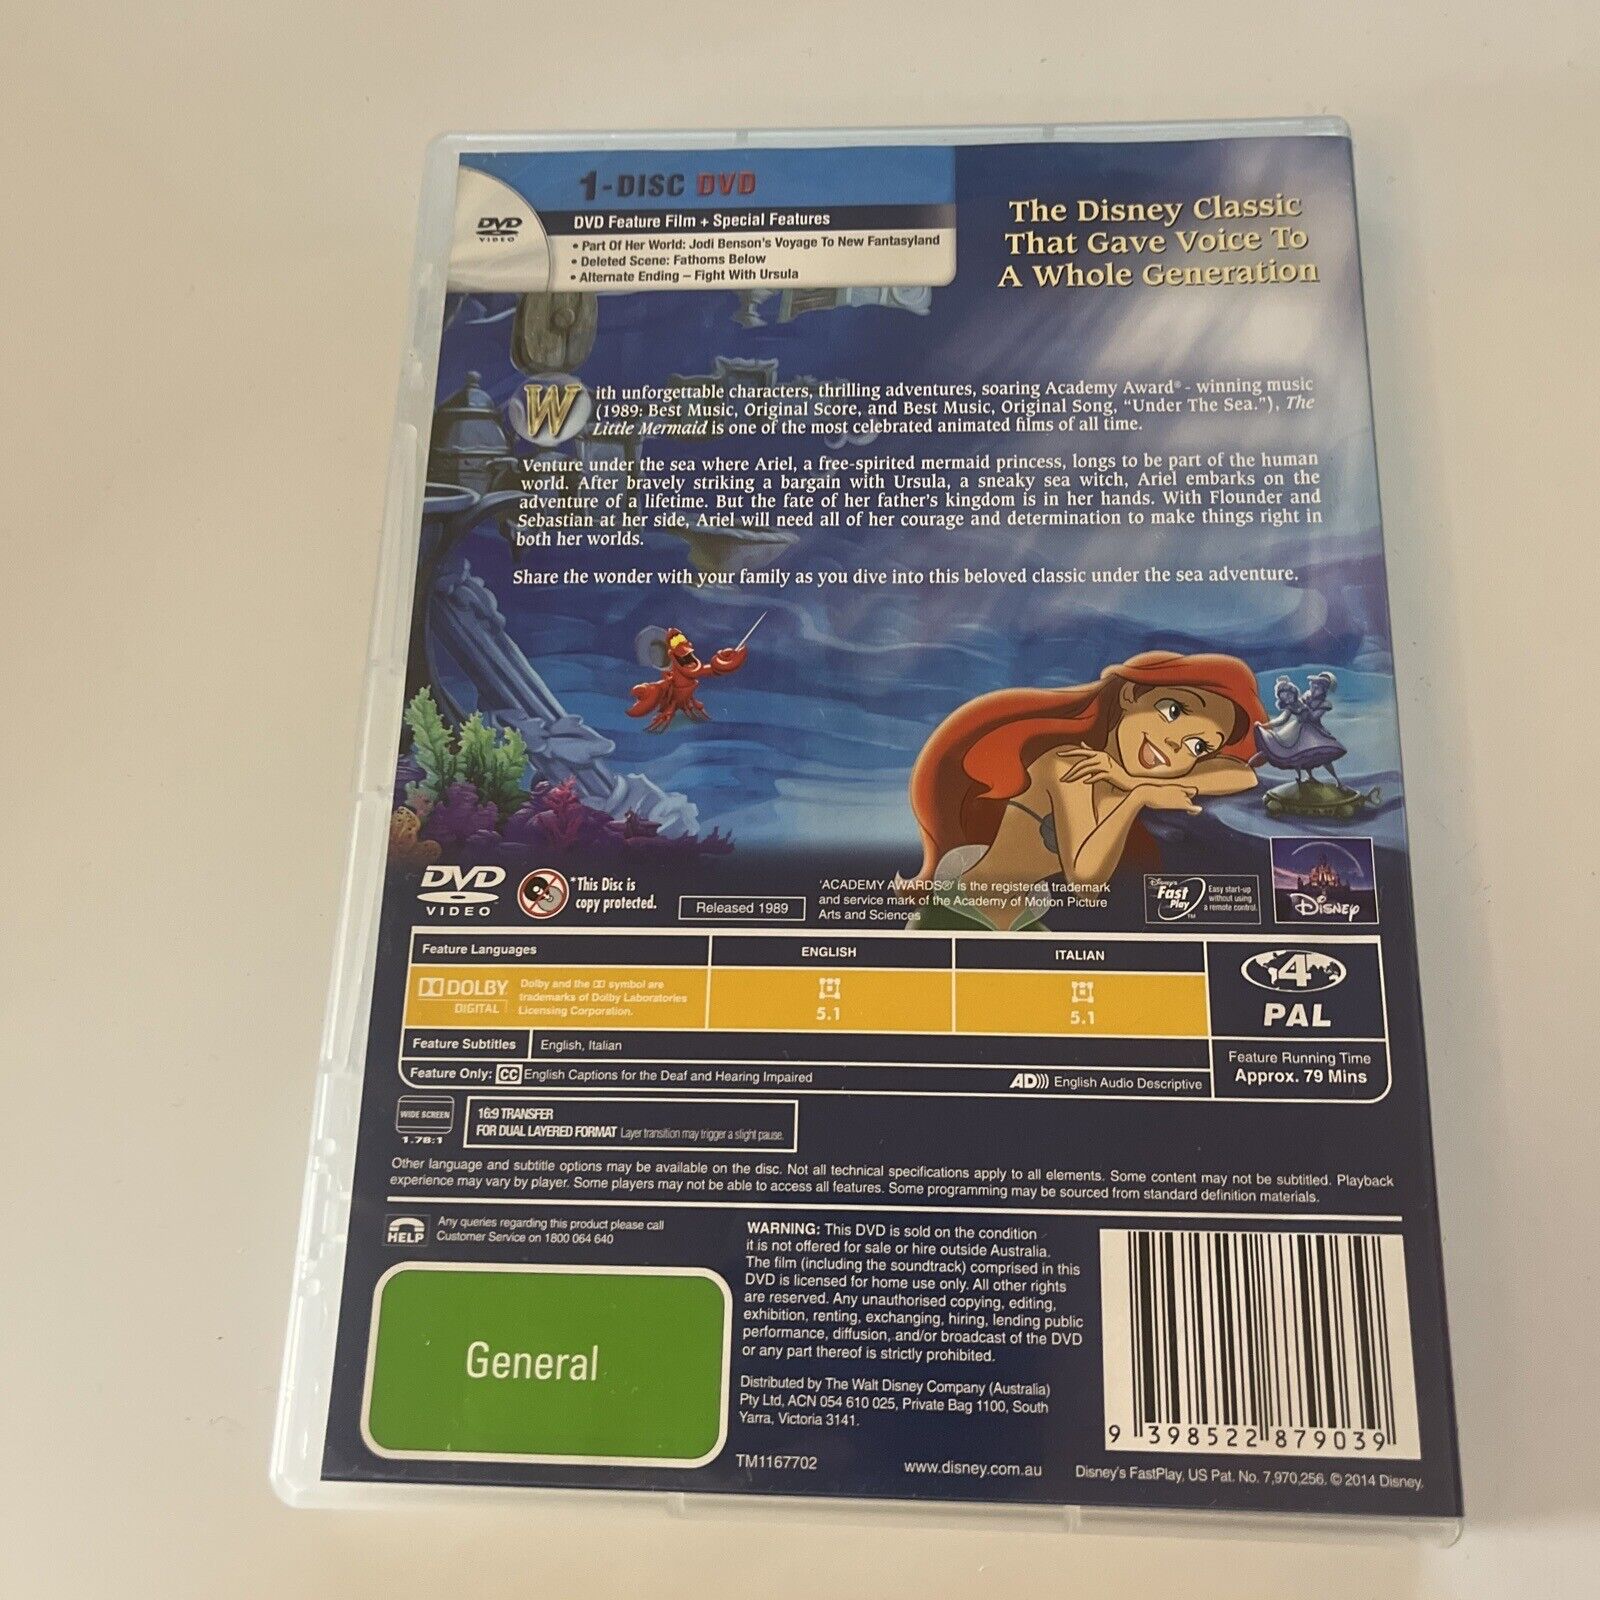 1-DISC DVD
DVD
VIDEO
DVD Feature Film + Special Features
• Part Of Her World: Jodi Benson's Voyage To New Fantasyland
• Deleted Scene: Fathoms Below
• Alternate Ending – Fight With Ursula
The Disney Classic
That Gave Voice To
A Whole Generation
With unforgettable characters, thrilling adventures, soaring Academy Award® - winning music
(1989: Best Music, Original Score, and Best Music, Original Song, "Under The Sea."), The
Little Mermaid is one of the most celebrated animated films of all time.
Venture under the sea where Ariel, a free-spirited mermaid princess, longs to be part of the human
world. After bravely striking a bargain with Ursula, a sneaky sea witch, Ariel embarks on the
adventure of a lifetime. But the fate of her father's kingdom is in her hands. With Flounder and
Sebastian at her side, Ariel will need all of her courage and determination to make things right in
both her worlds.
Share the wonder with your family as you dive into this beloved classic under the sea adventure.
DVD
VIDEO
*This Disc is
copy protected.
Released 1989
'ACADEMY AWARDS®' is the registered trademark
and service mark of the Academy of Motion Picture
Arts and Sciences
Disney's
Fast
Play
TM
Easy start-up
without using
a remote control.
Disney
Feature Languages
ENGLISH
ITALIAN
DOLBY
DIGITAL
Dolby and the DD symbol are
trademarks of Dolby Laboratories
Licensing Corporation.
5.1
5.1
4
PAL
Feature Subtitles
English, Italian
Feature Running Time
Approx. 79 Mins
Feature Only: CC English Captions for the Deaf and Hearing Impaired
AD))) English Audio Descriptive
WIDE SCREEN
1.78:1
16:9 TRANSFER
FOR DUAL LAYERED FORMAT Layer transition may trigger a slight pause.
Other language and subtitle options may be available on the disc. Not all technical specifications apply to all elements. Some content may not be subtitled. Playback
experience may vary by player. Some players may not be able to access all features. Some programming may be sourced from standard definition materials.
HELP
Any queries regarding this product please call
Customer Service on 1800 064 640
General
WARNING: This DVD is sold on the condition
it is not offered for sale or hire outside Australia.
The film (including the soundtrack) comprised in this
DVD is licensed for home use only. All other rights
are reserved. Any unauthorised copying, editing,
exhibition, renting, exchanging, hiring, lending public
performance, diffusion, and/or broadcast of the DVD
or any part thereof is strictly prohibited.
Distributed by The Walt Disney Company (Australia)
Pty Ltd, ACN 054 610 025, Private Bag 1100, South
Yarra, Victoria 3141.
TM1167702
www.disney.com.au
9 398522 879039
Disney's FastPlay, US Pat. No. 7,970,256. © 2014 Disney.